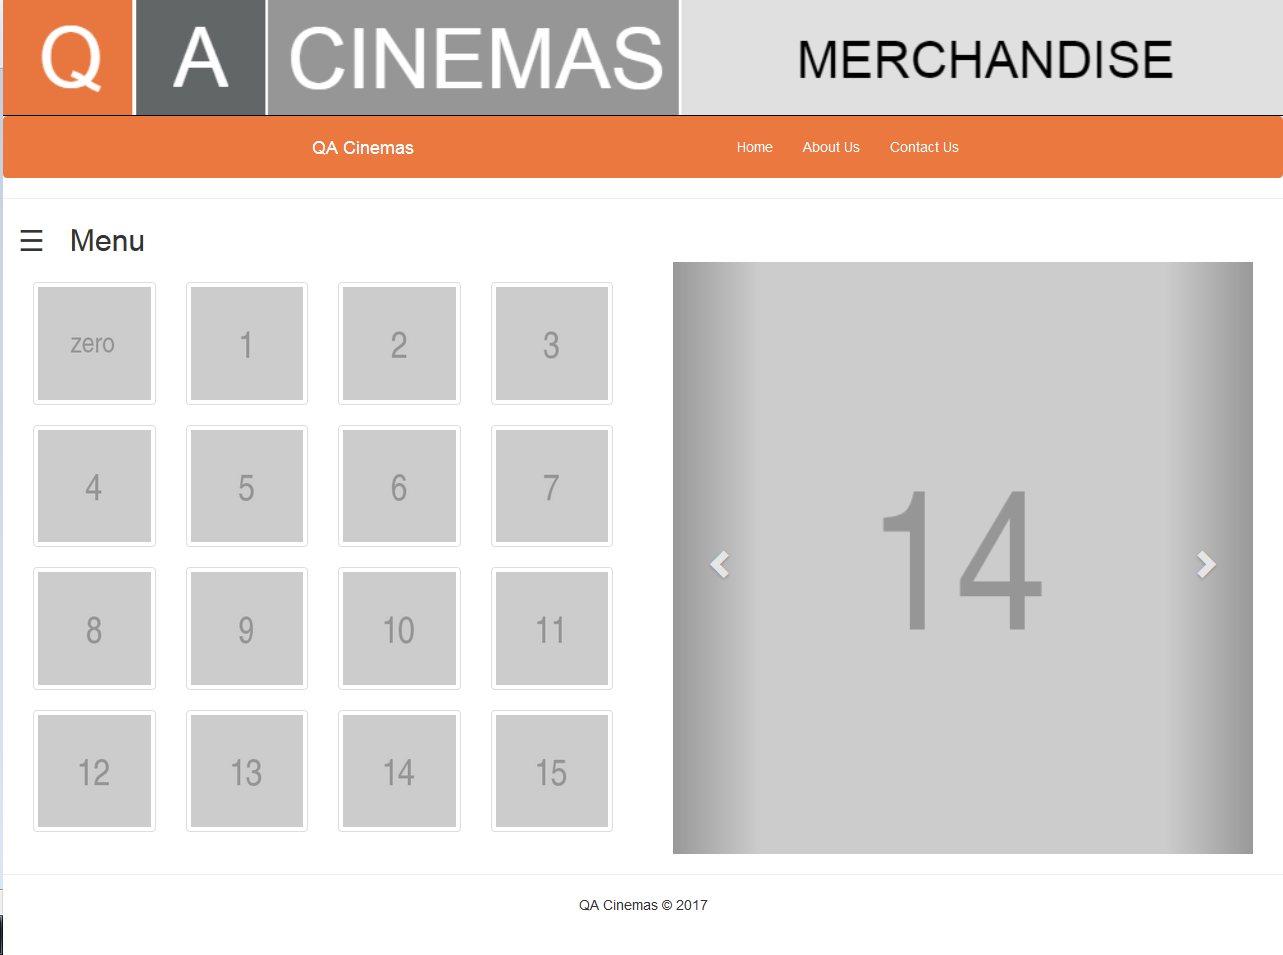 QA CINEMAS MERCHANDISE
QA Cinemas Home About Us Contact Us
☰ Menu
zero 1 2 3
4 5 6 7
8 9 10 11
12 13 14 15
14
QA Cinemas © 2017